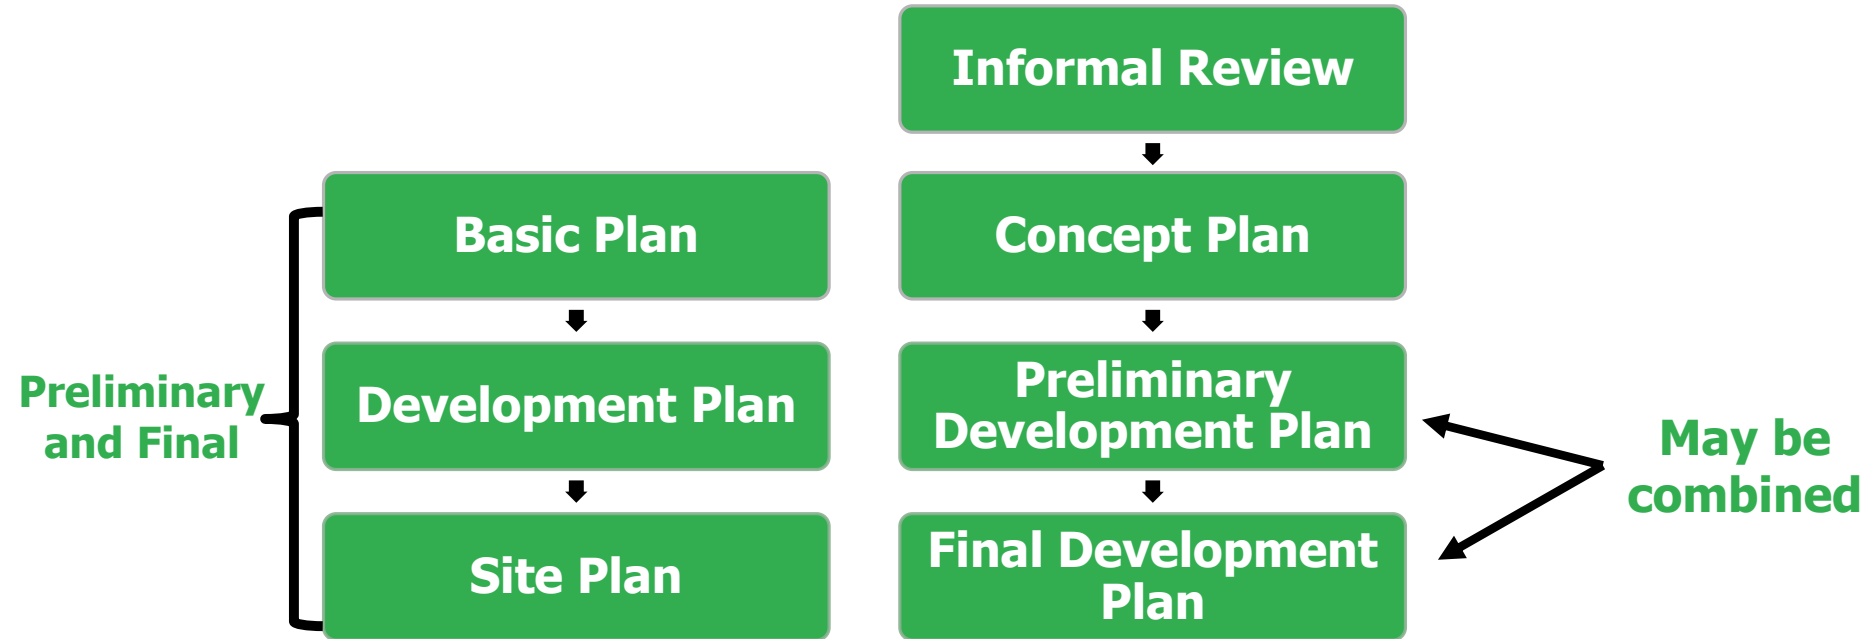 Informal Review
Basic Plan
Concept Plan
Preliminary
and Final
Development Plan
Preliminary
Development Plan
May be
combined
Site Plan
Final Development
Plan